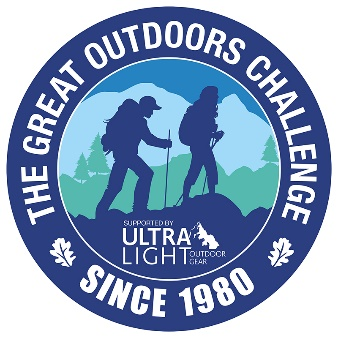 THE GREAT OUTDOORS CHALLENGE
SUPPORTED BY
ULTRA
LIGHT OUTDOOR
GEAR
SINCE 1980